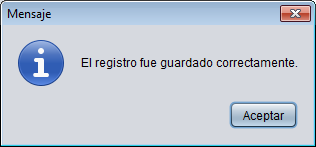 Mensaje
El registro fue guardado correctamente.
Aceptar